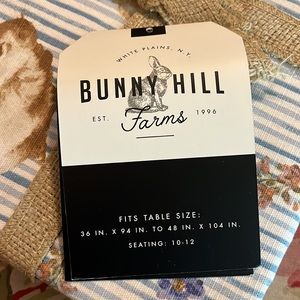 WHITE PLAINS, N.Y.
BUNNY HILL
EST. Farms 1996
FITS TABLE SIZE:
36 IN. X 94 IN. TO 48 IN. X 104 IN.
SEATING: 10-12